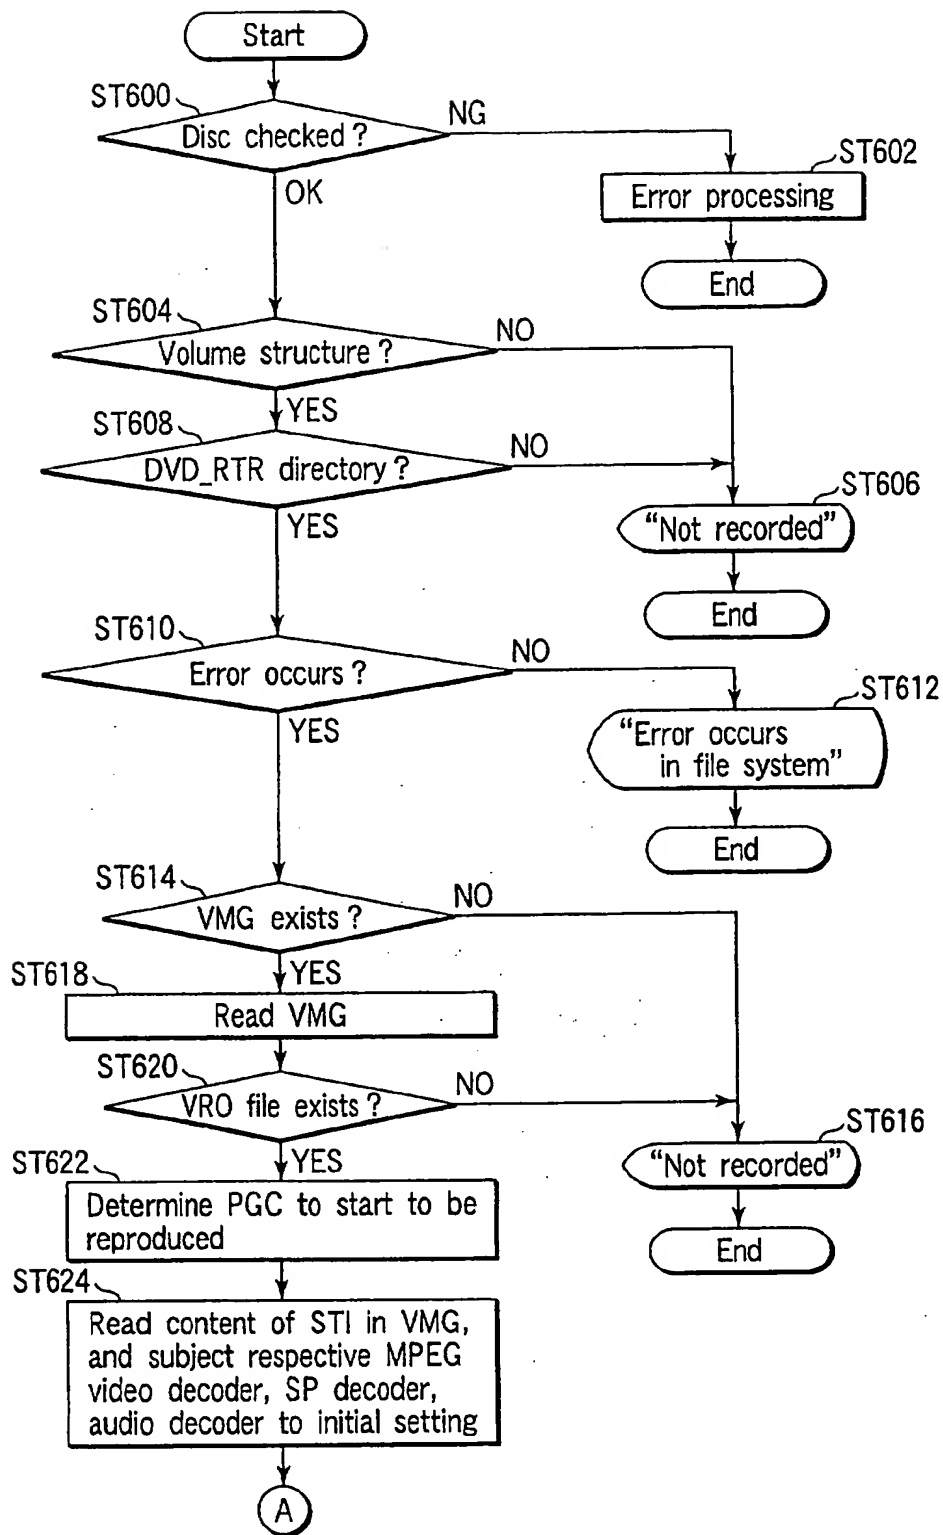 Start
ST600
Disc checked?
NG
OK
ST602
Error processing
End
ST604
Volume structure?
NO
YES
ST608
DVD_RTR directory?
NO
YES
ST606
“Not recorded”
End
ST610
Error occurs?
NO
YES
ST612
“Error occurs
in file system”
End
ST614
VMG exists?
NO
YES
ST618
Read VMG
ST620
VRO file exists?
NO
YES
ST616
“Not recorded”
End
ST622
Determine PGC to start to be
reproduced
ST624
Read content of STI in VMG,
and subject respective MPEG
video decoder, SP decoder,
audio decoder to initial setting
A